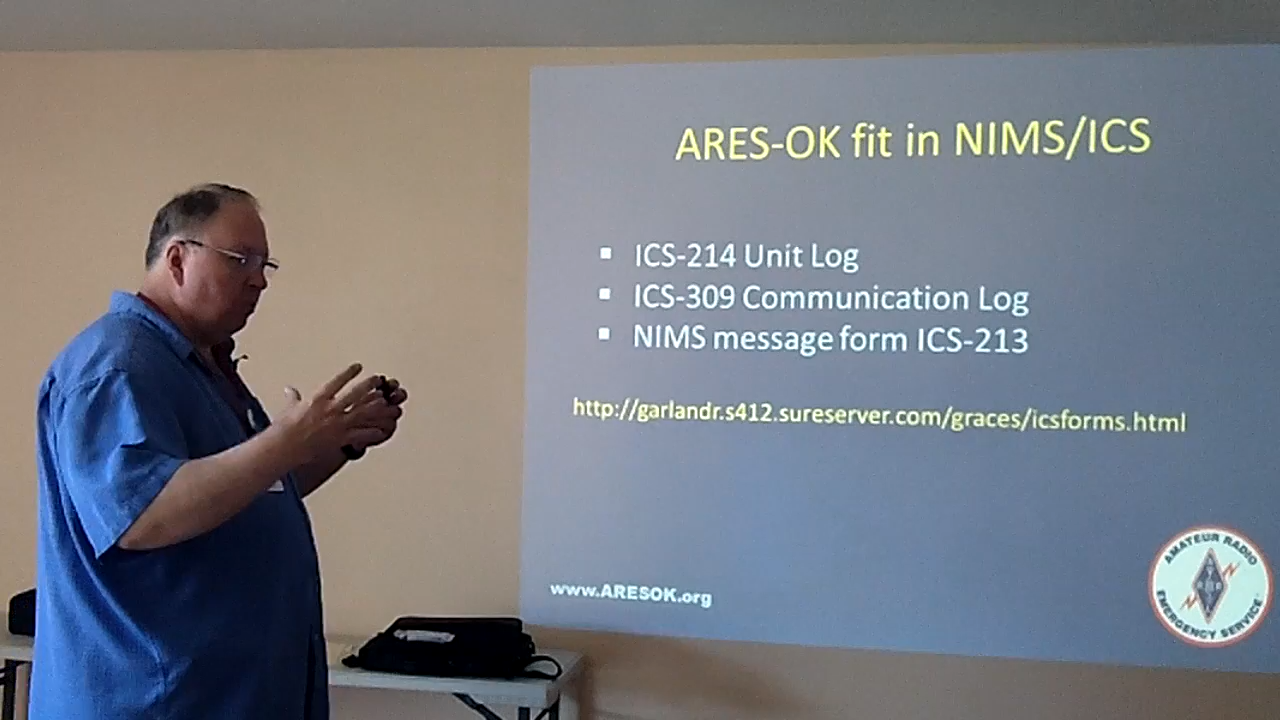 ARES-OK fit in NIMS/ICS
▪ ICS-214 Unit Log
▪ ICS-309 Communication Log
▪ NIMS message form ICS-213
http://garlandr.s412.sureserver.com/graces/icsforms.html
www.ARESOK.org
AMATEUR RADIO
EMERGENCY SERVICE